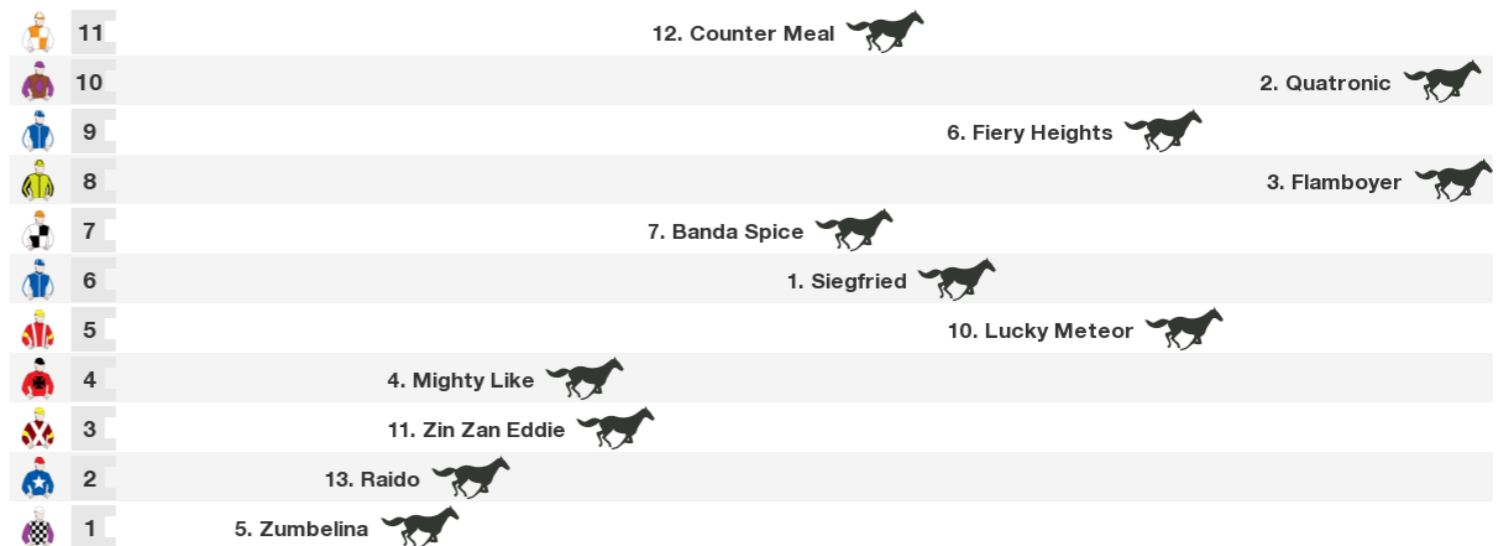 11 12. Counter Meal
10 2. Quatronic
9 6. Fiery Heights
8 3. Flamboyer
7 7. Banda Spice
6 1. Siegfried
5 10. Lucky Meteor
4 4. Mighty Like
3 11. Zin Zan Eddie
2 13. Raido
1 5. Zumbelina